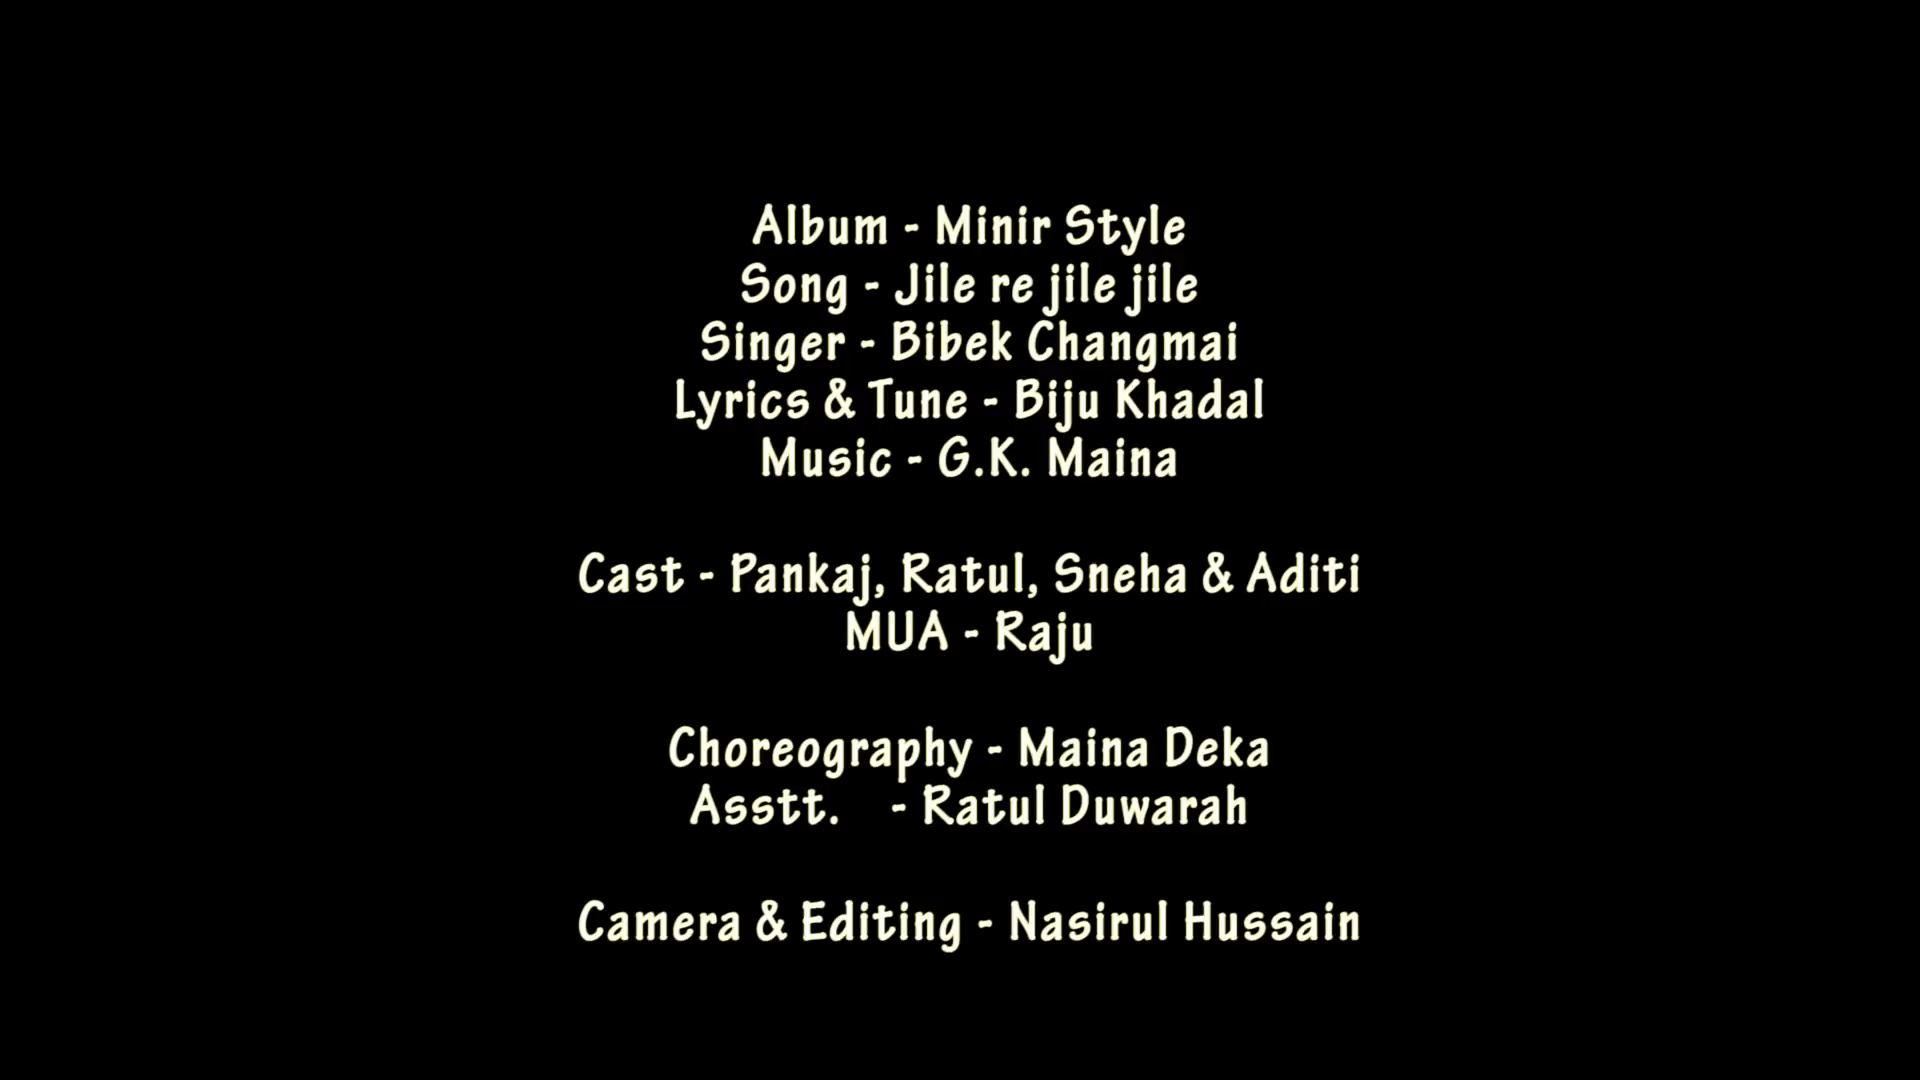 Album - Minir Style
Song - Jile re jile jile
Singer - Bibek Changmai
Lyrics & Tune - Biju Khadal
Music - G.K. Maina
Cast - Pankaj, Ratul, Sneha & Aditi
MUA - Raju
Choreography - Maina Deka
Asstt. - Ratul Duwarah
Camera & Editing - Nasirul Hussain